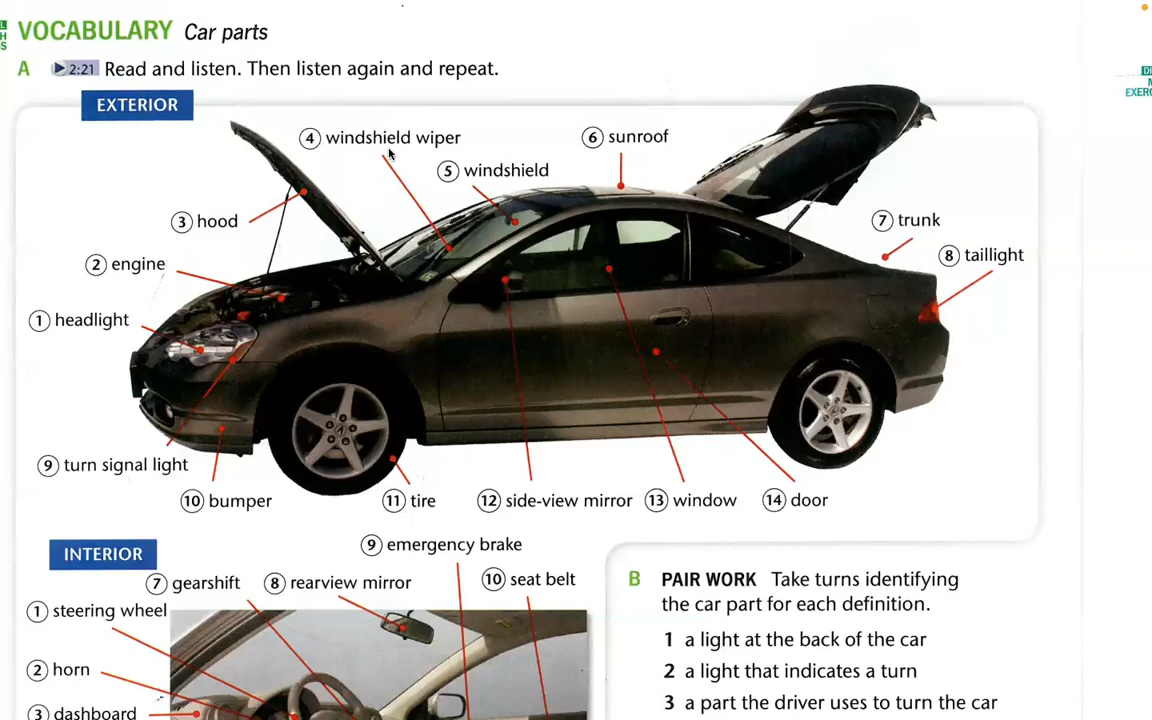 VOCABULARY Car parts
A 2:21 Read and listen. Then listen again and repeat.
EXTERIOR
4 windshield wiper
6 sunroof
5 windshield
3 hood
7 trunk
2 engine
8 taillight
1 headlight
9 turn signal light
10 bumper
11 tire
12 side-view mirror
13 window
14 door
INTERIOR
9 emergency brake
7 gearshift
8 rearview mirror
10 seat belt
1 steering wheel
2 horn
3 dashboard
B PAIR WORK Take turns identifying
the car part for each definition.
1 a light at the back of the car
2 a light that indicates a turn
3 a part the driver uses to turn the car